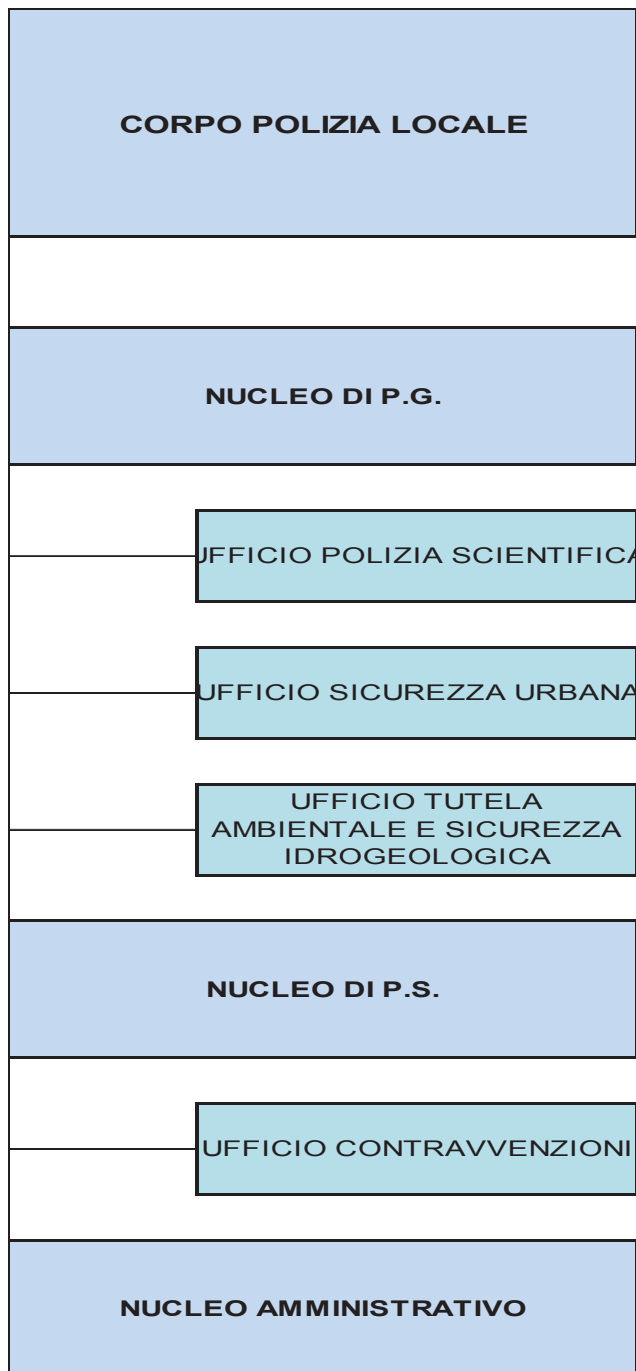 CORPO POLIZIA LOCALE
NUCLEO DI P.G.
UFFICIO POLIZIA SCIENTIFICA
UFFICIO SICUREZZA URBANA
UFFICIO TUTELA
AMBIENTALE E SICUREZZA
IDROGEOLOGICA
NUCLEO DI P.S.
UFFICIO CONTRAVVENZIONI
NUCLEO AMMINISTRATIVO